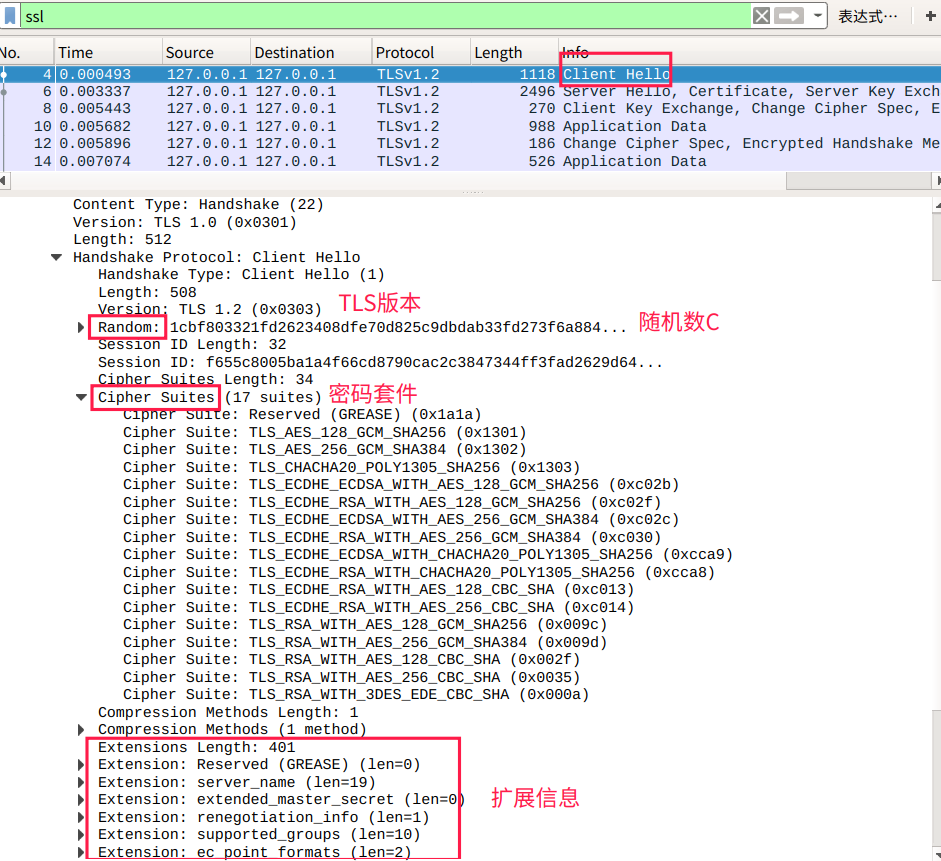 ssl 表达式…
No. Time Source Destination Protocol Length Info
4 0.000493 127.0.0.1 127.0.0.1 TLSv1.2 1118 Client Hello
6 0.003337 127.0.0.1 127.0.0.1 TLSv1.2 2496 Server Hello, Certificate, Server Key Exch
8 0.005443 127.0.0.1 127.0.0.1 TLSv1.2 270 Client Key Exchange, Change Cipher Spec, E
10 0.005682 127.0.0.1 127.0.0.1 TLSv1.2 988 Application Data
12 0.005896 127.0.0.1 127.0.0.1 TLSv1.2 186 Change Cipher Spec, Encrypted Handshake Me
14 0.007074 127.0.0.1 127.0.0.1 TLSv1.2 526 Application Data
Content Type: Handshake (22)
Version: TLS 1.0 (0x0301)
Length: 512
Handshake Protocol: Client Hello
Handshake Type: Client Hello (1)
Length: 508
Version: TLS 1.2 (0x0303) TLS版本
Random: 1cbf803321fd2623408dfe70d825c9dbdab33fd273f6a884... 随机数C
Session ID Length: 32
Session ID: f655c8005ba1a4f66cd8790cac2c3847344ff3fad2629d64...
Cipher Suites Length: 34
Cipher Suites (17 suites) 密码套件
Cipher Suite: Reserved (GREASE) (0x1a1a)
Cipher Suite: TLS_AES_128_GCM_SHA256 (0x1301)
Cipher Suite: TLS_AES_256_GCM_SHA384 (0x1302)
Cipher Suite: TLS_CHACHA20_POLY1305_SHA256 (0x1303)
Cipher Suite: TLS_ECDHE_ECDSA_WITH_AES_128_GCM_SHA256 (0xc02b)
Cipher Suite: TLS_ECDHE_RSA_WITH_AES_128_GCM_SHA256 (0xc02f)
Cipher Suite: TLS_ECDHE_ECDSA_WITH_AES_256_GCM_SHA384 (0xc02c)
Cipher Suite: TLS_ECDHE_RSA_WITH_AES_256_GCM_SHA384 (0xc030)
Cipher Suite: TLS_ECDHE_ECDSA_WITH_CHACHA20_POLY1305_SHA256 (0xcca9)
Cipher Suite: TLS_ECDHE_RSA_WITH_CHACHA20_POLY1305_SHA256 (0xcca8)
Cipher Suite: TLS_ECDHE_RSA_WITH_AES_128_CBC_SHA (0xc013)
Cipher Suite: TLS_ECDHE_RSA_WITH_AES_256_CBC_SHA (0xc014)
Cipher Suite: TLS_RSA_WITH_AES_128_GCM_SHA256 (0x009c)
Cipher Suite: TLS_RSA_WITH_AES_256_GCM_SHA384 (0x009d)
Cipher Suite: TLS_RSA_WITH_AES_128_CBC_SHA (0x002f)
Cipher Suite: TLS_RSA_WITH_AES_256_CBC_SHA (0x0035)
Cipher Suite: TLS_RSA_WITH_3DES_EDE_CBC_SHA (0x000a)
Compression Methods Length: 1
Compression Methods (1 method)
Extensions Length: 401
Extension: Reserved (GREASE) (len=0)
Extension: server_name (len=19)
Extension: extended_master_secret (len=0) 扩展信息
Extension: renegotiation_info (len=1)
Extension: supported_groups (len=10)
Extension: ec_point_formats (len=2)